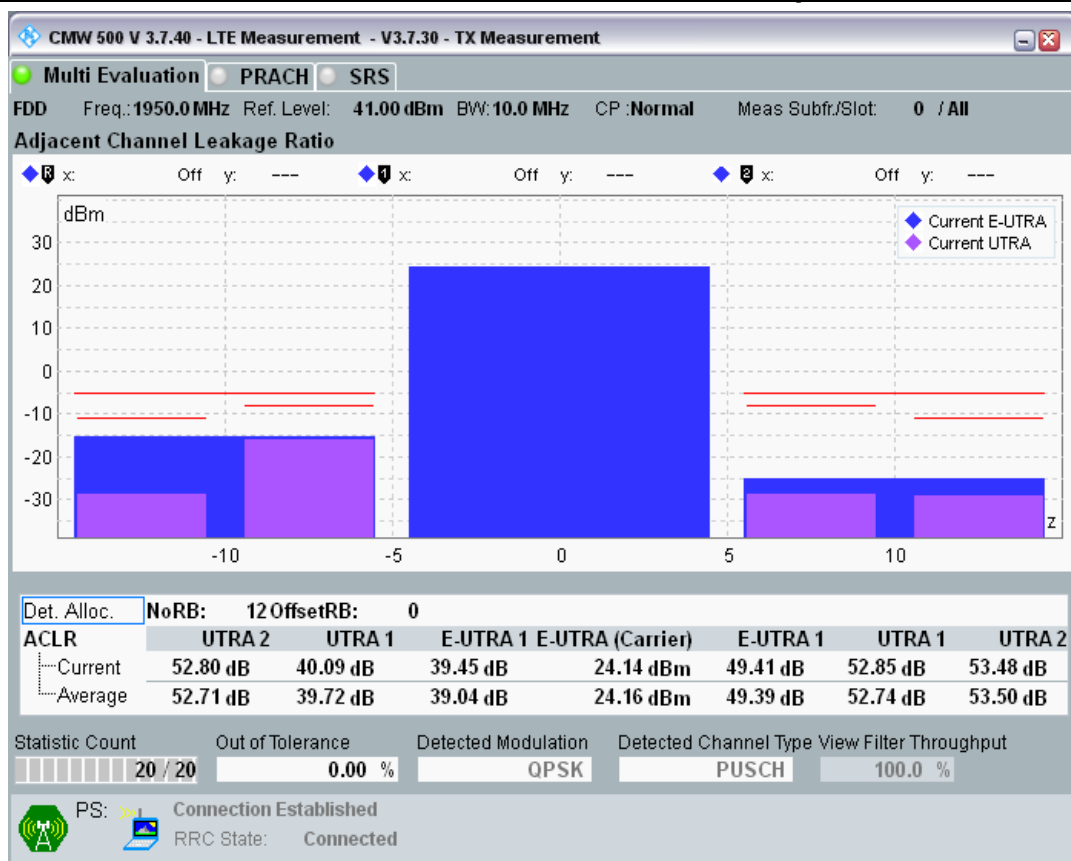 CMW 500 V 3.7.40 - LTE Measurement - V3.7.30 - TX Measurement
Multi Evaluation PRACH SRS
FDD Freq.: 1950.0 MHz Ref. Level: 41.00 dBm BW: 10.0 MHz CP :Normal Meas Subfr./Slot: 0 / All
Adjacent Channel Leakage Ratio
R x: Off y: --- 1 x: Off y: --- 2 x: Off y: ---
dBm
Current E-UTRA
Current UTRA
30
20
10
0
-10
-20
-30
z
-10 -5 0 5 10
Det. Alloc. NoRB: 12 OffsetRB: 0
ACLR UTRA 2 UTRA 1 E-UTRA 1 E-UTRA (Carrier) E-UTRA 1 UTRA 1 UTRA 2
Current 52.80 dB 40.09 dB 39.45 dB 24.14 dBm 49.41 dB 52.85 dB 53.48 dB
Average 52.71 dB 39.72 dB 39.04 dB 24.16 dBm 49.39 dB 52.74 dB 53.50 dB
Statistic Count Out of Tolerance Detected Modulation Detected Channel Type View Filter Throughput
20 / 20 0.00 % QPSK PUSCH 100.0 %
PS: Connection Established
RRC State: Connected